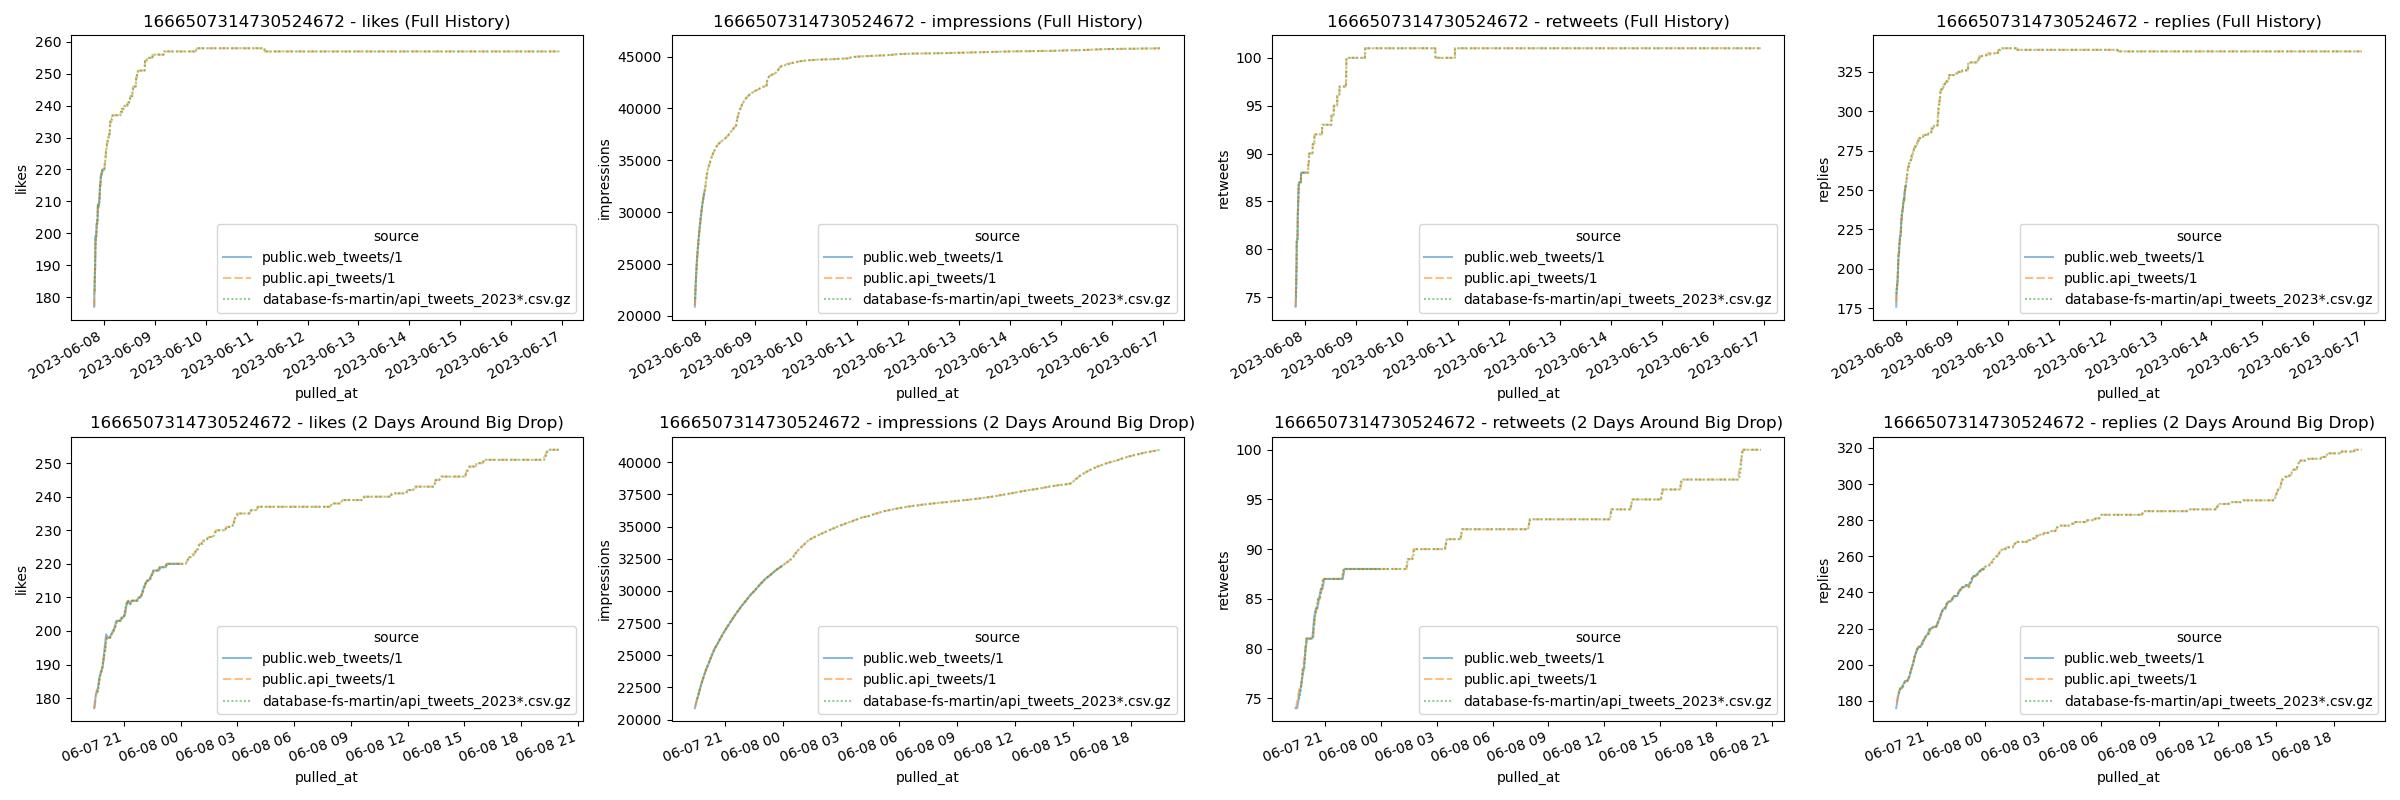 1666507314730524672 - likes (Full History)
260
250
240
230
220
210
200
190
180
likes
source
public.web_tweets/1
public.api_tweets/1
database-fs-martin/api_tweets_2023*.csv.gz
2023-06-08
2023-06-09
2023-06-10
2023-06-11
2023-06-12
2023-06-13
2023-06-14
2023-06-15
2023-06-16
2023-06-17
pulled_at
1666507314730524672 - impressions (Full History)
45000
40000
35000
30000
25000
20000
impressions
source
public.web_tweets/1
public.api_tweets/1
database-fs-martin/api_tweets_2023*.csv.gz
2023-06-08
2023-06-09
2023-06-10
2023-06-11
2023-06-12
2023-06-13
2023-06-14
2023-06-15
2023-06-16
2023-06-17
pulled_at
1666507314730524672 - retweets (Full History)
100
95
90
85
80
75
retweets
source
public.web_tweets/1
public.api_tweets/1
database-fs-martin/api_tweets_2023*.csv.gz
2023-06-08
2023-06-09
2023-06-10
2023-06-11
2023-06-12
2023-06-13
2023-06-14
2023-06-15
2023-06-16
2023-06-17
pulled_at
1666507314730524672 - replies (Full History)
325
300
275
250
225
200
175
replies
source
public.web_tweets/1
public.api_tweets/1
database-fs-martin/api_tweets_2023*.csv.gz
2023-06-08
2023-06-09
2023-06-10
2023-06-11
2023-06-12
2023-06-13
2023-06-14
2023-06-15
2023-06-16
2023-06-17
pulled_at
1666507314730524672 - likes (2 Days Around Big Drop)
250
240
230
220
210
200
190
180
likes
source
public.web_tweets/1
public.api_tweets/1
database-fs-martin/api_tweets_2023*.csv.gz
06-07 21
06-08 00
06-08 03
06-08 06
06-08 09
06-08 12
06-08 15
06-08 18
06-08 21
pulled_at
1666507314730524672 - impressions (2 Days Around Big Drop)
40000
37500
35000
32500
30000
27500
25000
22500
20000
impressions
source
public.web_tweets/1
public.api_tweets/1
database-fs-martin/api_tweets_2023*.csv.gz
06-07 21
06-08 00
06-08 03
06-08 06
06-08 09
06-08 12
06-08 15
06-08 18
pulled_at
1666507314730524672 - retweets (2 Days Around Big Drop)
100
95
90
85
80
75
retweets
source
public.web_tweets/1
public.api_tweets/1
database-fs-martin/api_tweets_2023*.csv.gz
06-07 21
06-08 00
06-08 03
06-08 06
06-08 09
06-08 12
06-08 15
06-08 18
06-08 21
pulled_at
1666507314730524672 - replies (2 Days Around Big Drop)
320
300
280
260
240
220
200
180
replies
source
public.web_tweets/1
public.api_tweets/1
database-fs-martin/api_tweets_2023*.csv.gz
06-07 21
06-08 00
06-08 03
06-08 06
06-08 09
06-08 12
06-08 15
06-08 18
pulled_at